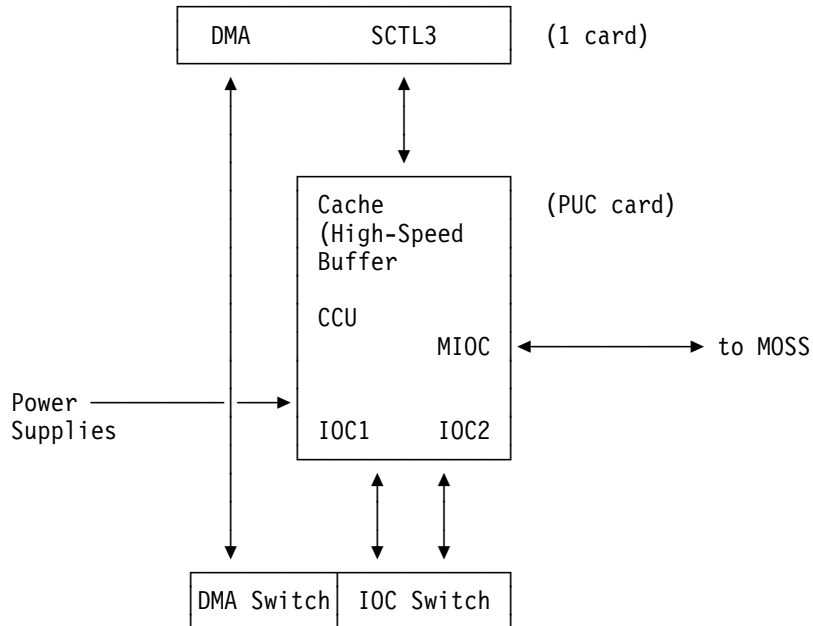 DMA SCTL3 (1 card)
Cache (PUC card)
(High-Speed
Buffer
CCU
MIOC to MOSS
Power
Supplies
IOC1 IOC2
DMA Switch IOC Switch